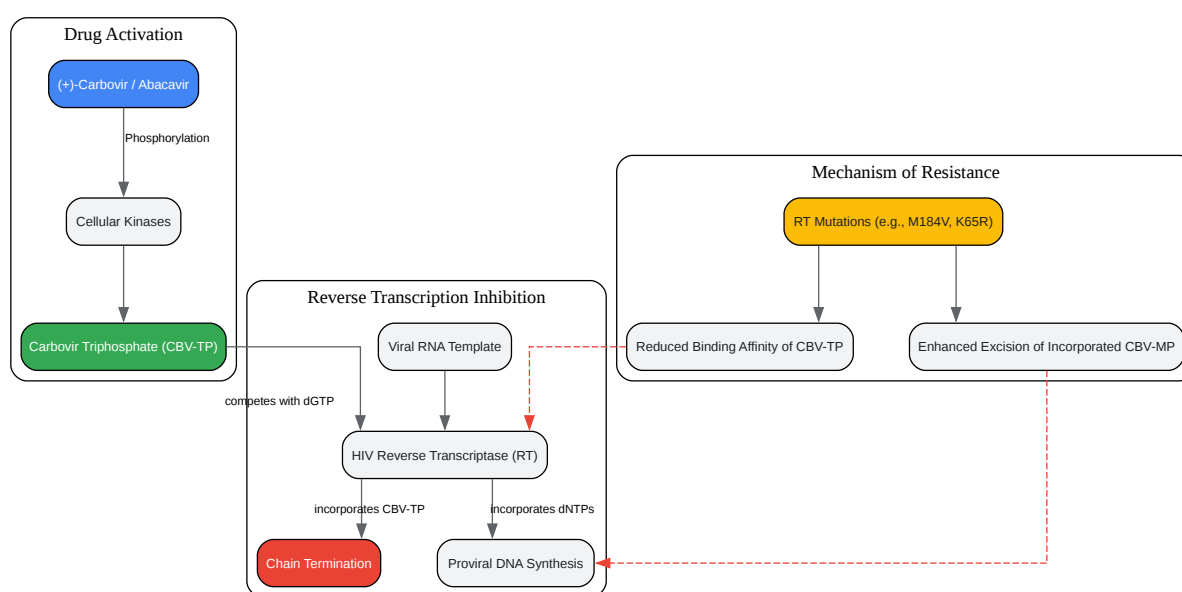 Drug Activation
(+)-Carbovir / Abacavir
Phosphorylation
Cellular Kinases
Carbovir Triphosphate (CBV-TP)
competes with dGTP
Reverse Transcription Inhibition
Viral RNA Template
HIV Reverse Transcriptase (RT)
incorporates CBV-TP
incorporates dNTPs
Chain Termination
Proviral DNA Synthesis
Mechanism of Resistance
RT Mutations (e.g., M184V, K65R)
Reduced Binding Affinity of CBV-TP
Enhanced Excision of Incorporated CBV-MP